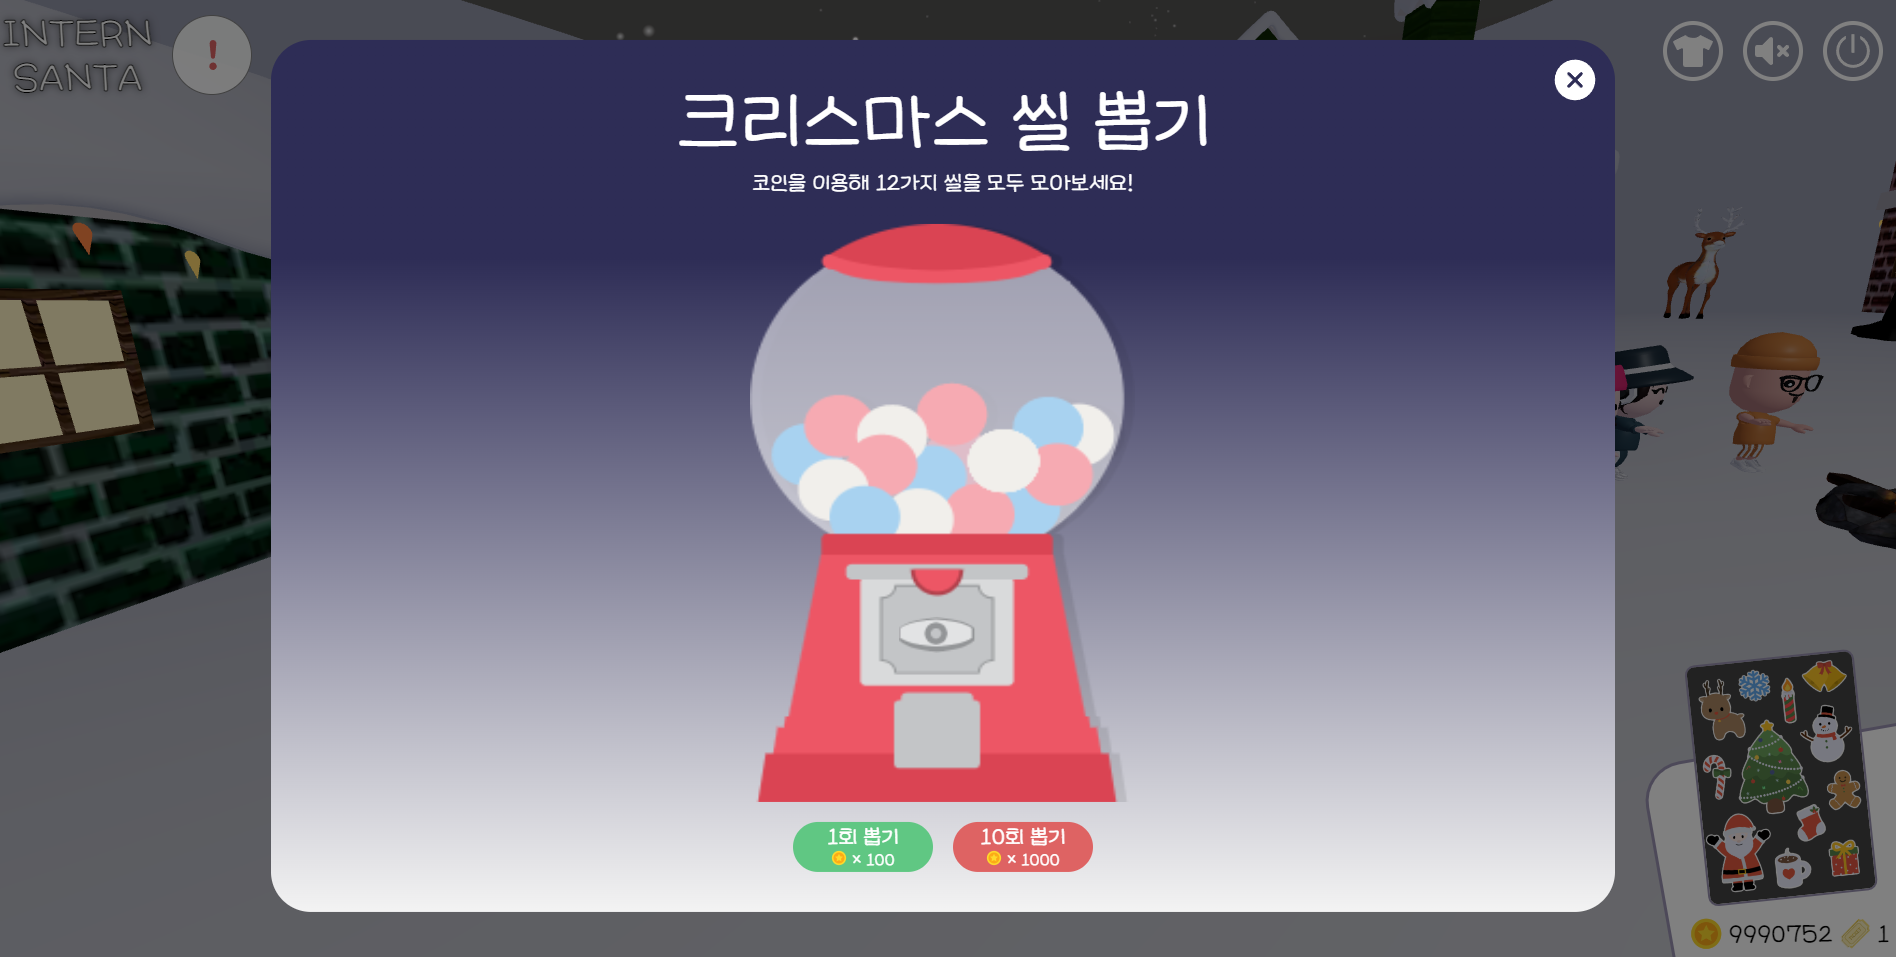 INTERN
SANTA
!
크리스마스 씰 뽑기
코인을 이용해 12가지 씰을 모두 모아보세요!
1회 뽑기
× 100
10회 뽑기
× 1000
9990752
1